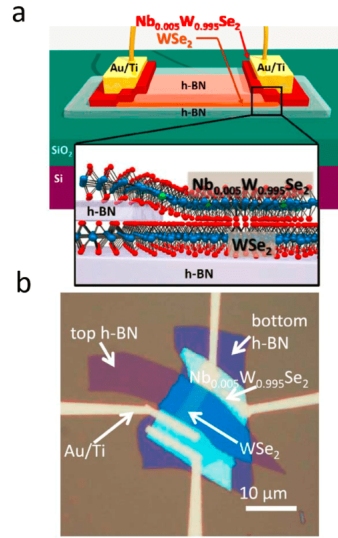 a
Nb0.005W0.995Se2
WSe2
Au/Ti
h-BN
Au/Ti
h-BN
SiO2
Si
Nb0.005W0.995Se2
h-BN
WSe2
h-BN
b
top h-BN
bottom
h-BN
Nb0.005W0.995Se2
Au/Ti
WSe2
10 μm